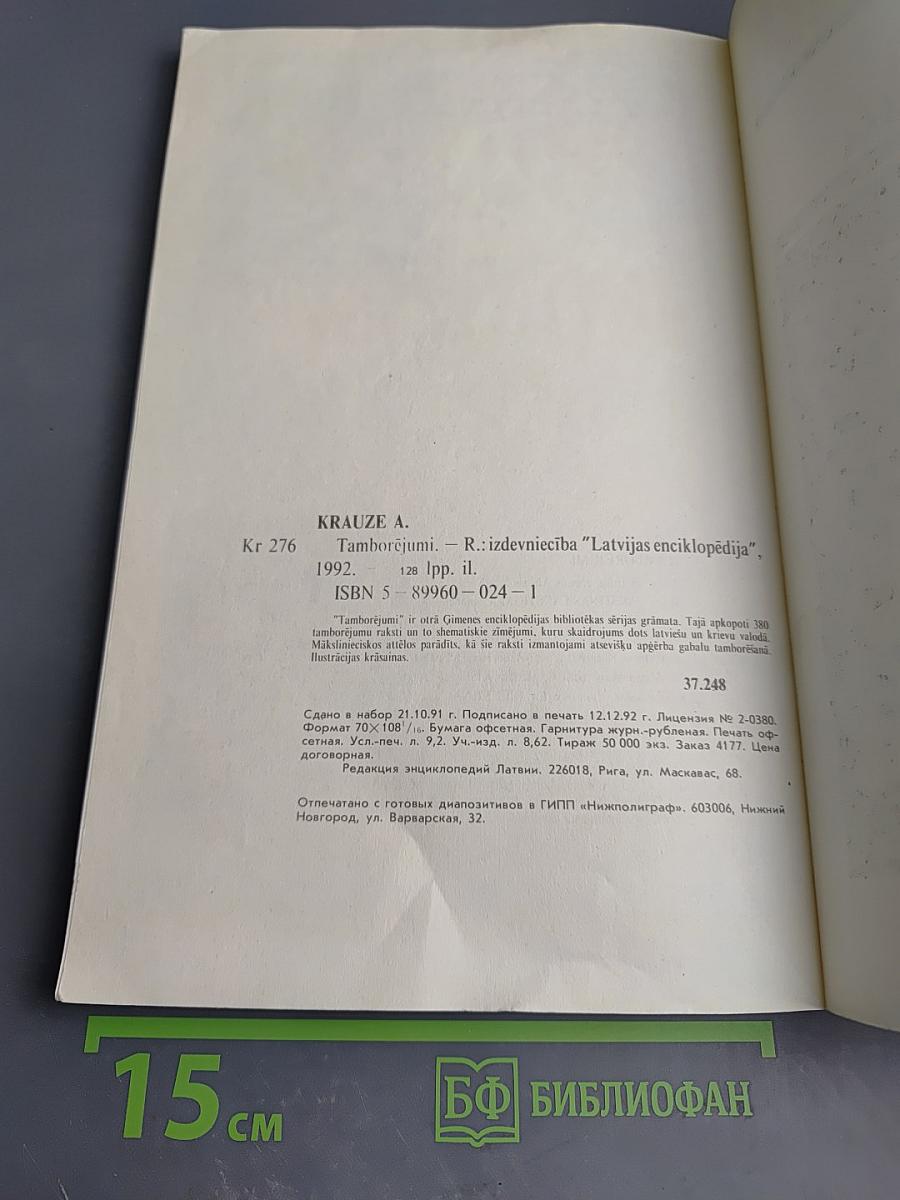 KRAUZE A.
Kr 276 Tamborējumi. — R.: izdevniecība "Latvijas enciklopēdija",
1992. — 128 lpp. il.
ISBN 5 — 89960 — 024 — 1
"Tamborējumi" ir otrā Ģimenes enciklopēdijas bibliotēkas sērijas grāmata. Tajā apkopoti 380
tamborējumu raksti un to shematiskie zīmējumi, kuru skaidrojums dots latviešu un krievu valodā.
Mākslinieciskos attēlos parādīts, kā šie raksti izmantojami atsevišķu apģērba gabalu tamborēšanā.
Ilustrācijas krāsainas.
37.248
Сдано в набор 21.10.91 г. Подписано в печать 12.12.92 г. Лицензия № 2-0380.
Формат 70×108¹/₁₆. Бумага офсетная. Гарнитура журн.-рубленая. Печать оф-
сетная. Усл.-печ. л. 9,2. Уч.-изд. л. 8,62. Тираж 50 000 экз. Заказ 4177. Цена
договорная.
Редакция энциклопедий Латвии. 226018, Рига, ул. Маскавас, 68.
Отпечатано с готовых диапозитивов в ГИПП «Нижполиграф». 603006, Нижний
Новгород, ул. Варварская, 32.
15 см
БФ БИБЛИОФАН